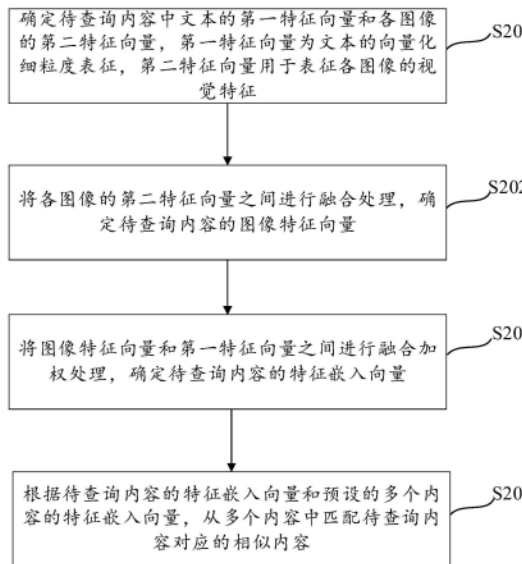 确定待查询内容中文本的第一特征向量和各图像
的第二特征向量，第一特征向量为文本的向量化
细粒度表征，第二特征向量用于表征各图像的视
觉特征
S20
将各图像的第二特征向量之间进行融合处理，确
定待查询内容的图像特征向量
S202
将图像特征向量和第一特征向量之间进行融合加
权处理，确定待查询内容的特征嵌入向量
S20
根据待查询内容的特征嵌入向量和预设的多个内
容的特征嵌入向量，从多个内容中匹配待查询内
容对应的相似内容
S20